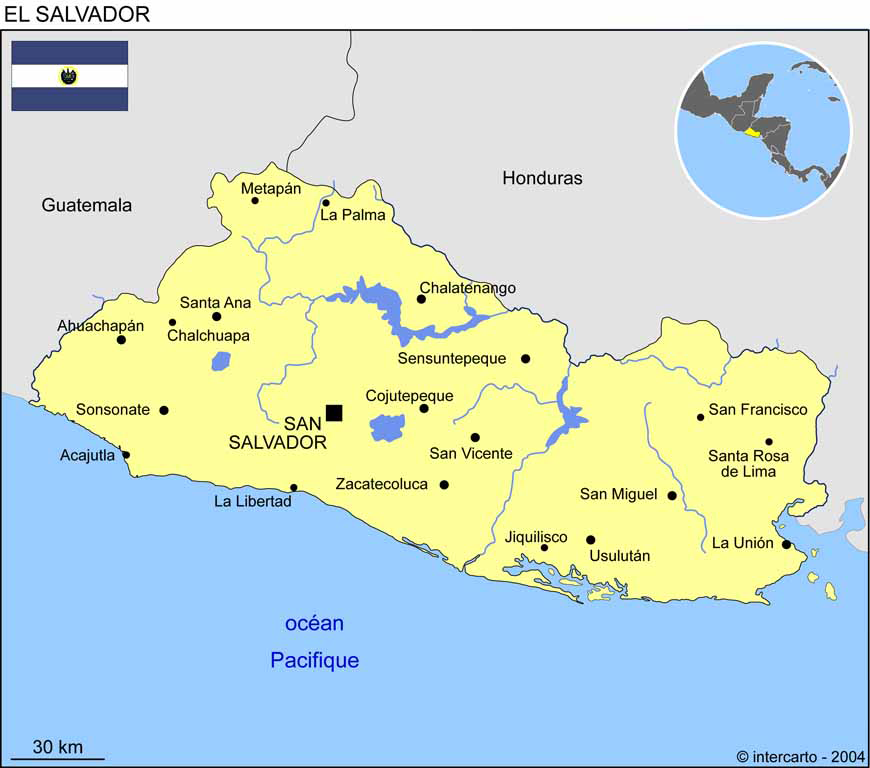 EL SALVADOR
Guatemala
Honduras
Metapán
La Palma
Chalatenango
Santa Ana
Ahuachapán
Chalchuapa
Sensuntepeque
Cojutepeque
Sonsonate
SAN
SALVADOR
San Francisco
Acajutla
San Vicente
Santa Rosa
de Lima
Zacatecoluca
La Libertad
San Miguel
Jiquilisco
Usulután
La Unión
océan
Pacifique
30 km
© intercarto - 2004